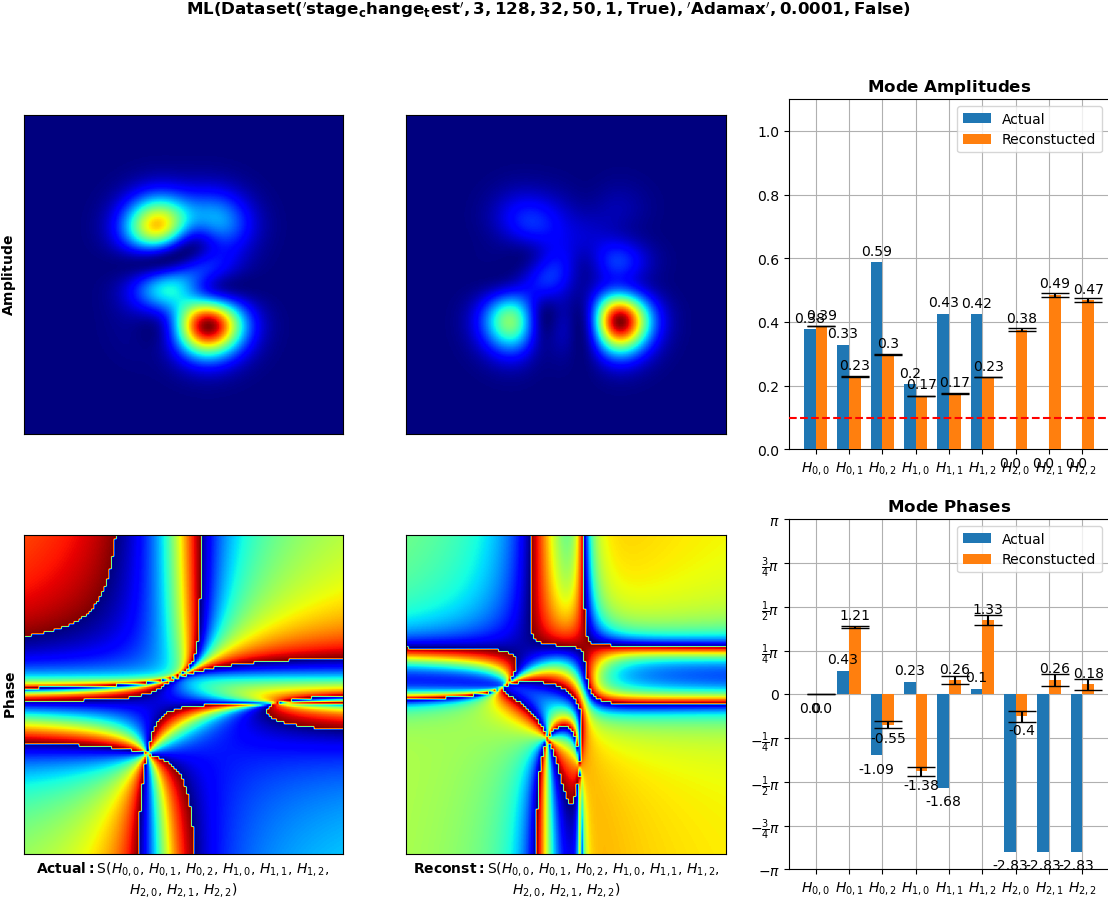 ML(Dataset('stage_change_test', 3, 128, 32, 50, 1, True), 'Adamax', 0.0001, False)
Amplitude
Mode Amplitudes
Actual
Reconstucted
1.0
0.8
0.6
0.4
0.2
0.0
0.38 0.39 0.33 0.23 0.59 0.3 0.2 0.17 0.43 0.17 0.42 0.23 0.0 0.38 0.0 0.49 0.0 0.47
H0,0 H0,1 H0,2 H1,0 H1,1 H1,2 H2,0 H2,1 H2,2
Phase
Mode Phases
Actual
Reconstucted
π
3/4π
1/2π
1/4π
0
−1/4π
−1/2π
−3/4π
−π
0.0 0.0 0.43 1.21 -1.09 -0.55 0.23 -1.38 -1.68 0.26 0.1 1.33 -2.83 -0.4 -2.83 0.26 -2.83 0.18
H0,0 H0,1 H0,2 H1,0 H1,1 H1,2 H2,0 H2,1 H2,2
Actual: S(H0,0, H0,1, H0,2, H1,0, H1,1, H1,2,
H2,0, H2,1, H2,2)
Reconst: S(H0,0, H0,1, H0,2, H1,0, H1,1, H1,2,
H2,0, H2,1, H2,2)